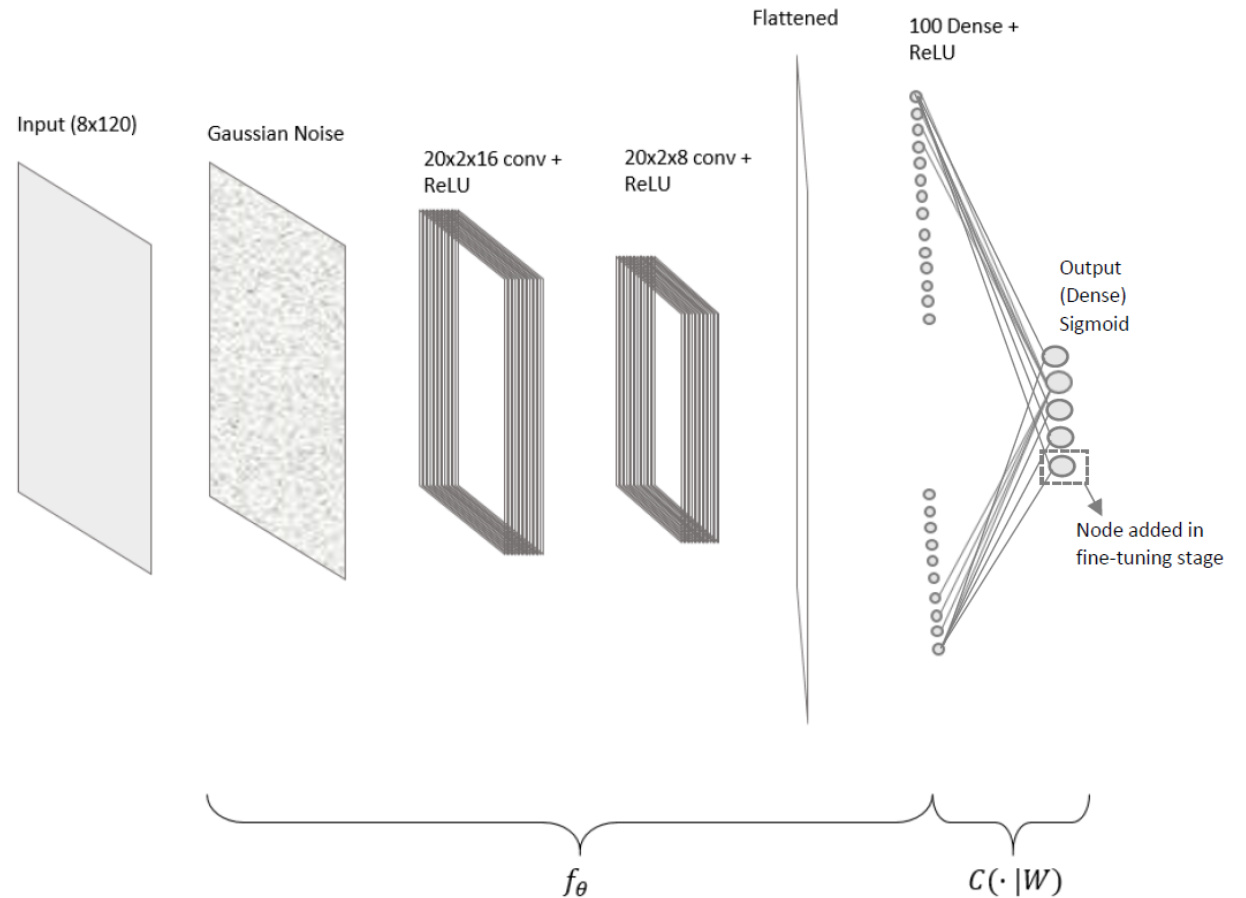 Input (8x120)
Gaussian Noise
20x2x16 conv +
ReLU
20x2x8 conv +
ReLU
Flattened
100 Dense +
ReLU
Output
(Dense)
Sigmoid
Node added in
fine-tuning stage
f_θ
C(· |W)